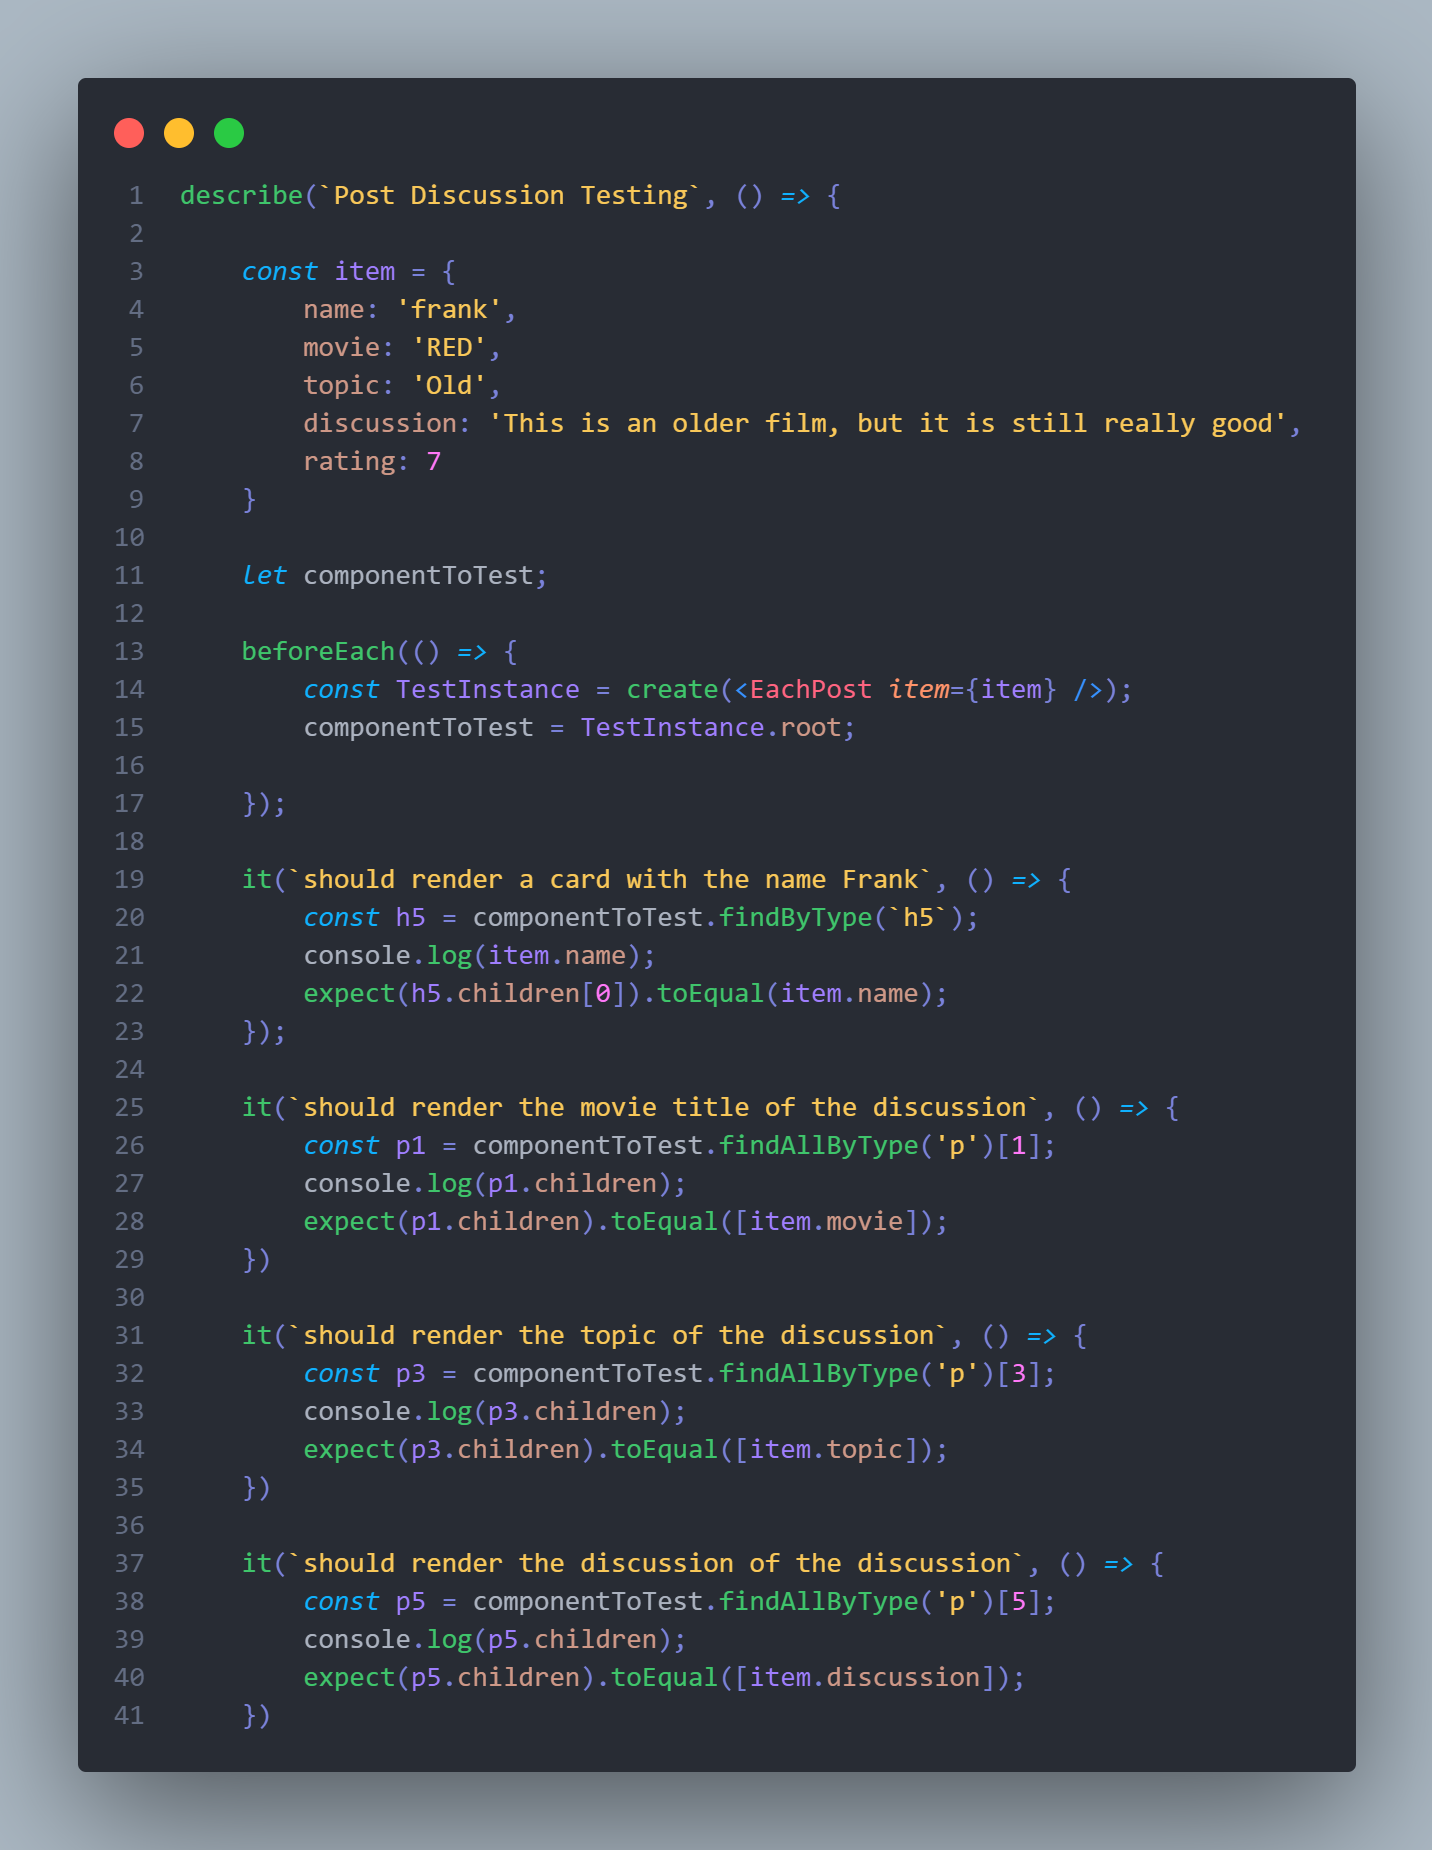 1 describe(`Post Discussion Testing`, () => {
2
3     const item = {
4         name: 'frank',
5         movie: 'RED',
6         topic: 'Old',
7         discussion: 'This is an older film, but it is still really good',
8         rating: 7
9     }
10
11     let componentToTest;
12
13     beforeEach(() => {
14         const TestInstance = create(<EachPost item={item} />);
15         componentToTest = TestInstance.root;
16
17     });
18
19     it(`should render a card with the name Frank`, () => {
20         const h5 = componentToTest.findByType(`h5`);
21         console.log(item.name);
22         expect(h5.children[0]).toEqual(item.name);
23     });
24
25     it(`should render the movie title of the discussion`, () => {
26         const p1 = componentToTest.findAllByType('p')[1];
27         console.log(p1.children);
28         expect(p1.children).toEqual([item.movie]);
29     })
30
31     it(`should render the topic of the discussion`, () => {
32         const p3 = componentToTest.findAllByType('p')[3];
33         console.log(p3.children);
34         expect(p3.children).toEqual([item.topic]);
35     })
36
37     it(`should render the discussion of the discussion`, () => {
38         const p5 = componentToTest.findAllByType('p')[5];
39         console.log(p5.children);
40         expect(p5.children).toEqual([item.discussion]);
41     })